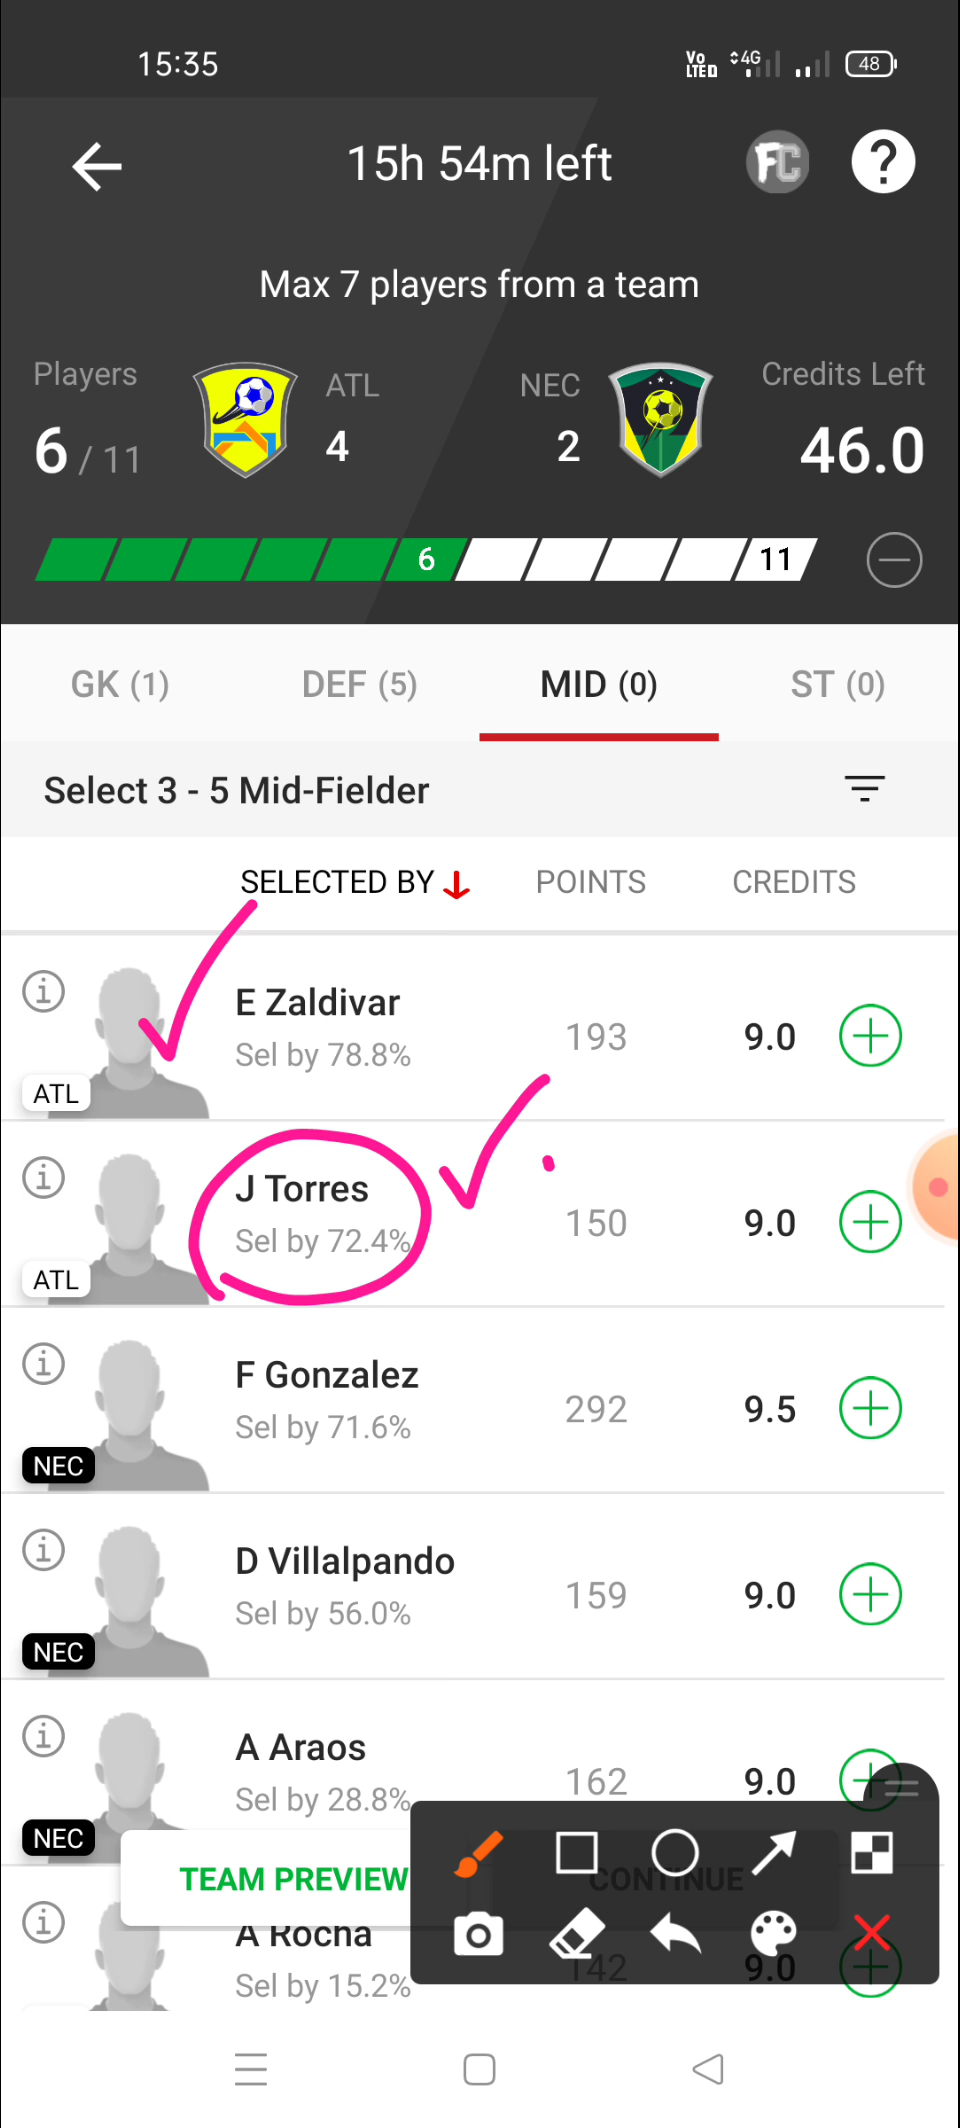 15:35
Vo LTE D 4G 48
15h 54m left
FC ?
Max 7 players from a team
Players ATL NEC Credits Left
6 / 11 4 2 46.0
6 11
GK (1) DEF (5) MID (0) ST (0)
Select 3 - 5 Mid-Fielder
SELECTED BY POINTS CREDITS
E Zaldivar
Sel by 78.8% 193 9.0
ATL
J Torres
Sel by 72.4% 150 9.0
ATL
F Gonzalez
Sel by 71.6% 292 9.5
NEC
D Villalpando
Sel by 56.0% 159 9.0
NEC
A Araos
Sel by 28.8% 162 9.0
NEC
TEAM PREVIEW CONTINUE
A Rocha
Sel by 15.2% 142 9.0